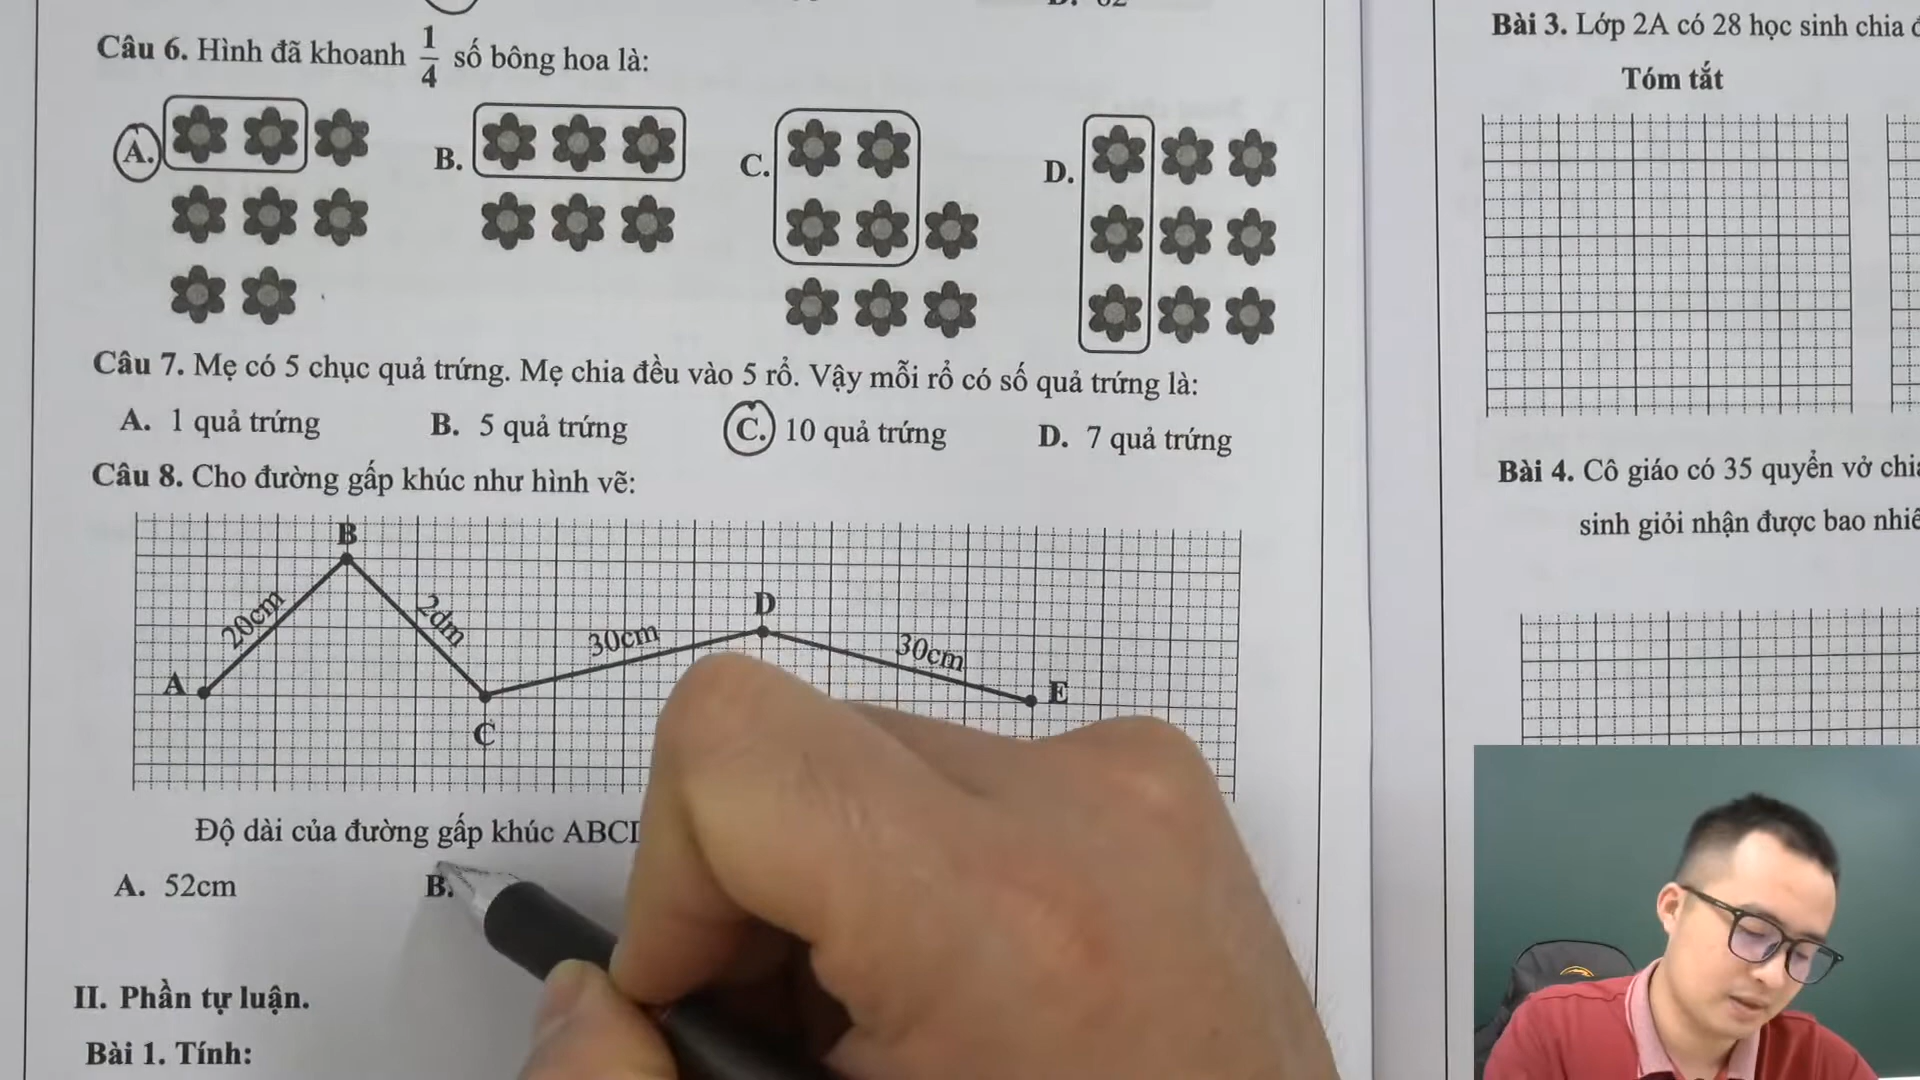 Câu 6. Hình đã khoanh 1/4 số bông hoa là:
A. B. C. D.
Câu 7. Mẹ có 5 chục quả trứng. Mẹ chia đều vào 5 rổ. Vậy mỗi rổ có số quả trứng là:
A. 1 quả trứng B. 5 quả trứng C. 10 quả trứng D. 7 quả trứng
Câu 8. Cho đường gấp khúc như hình vẽ:
B
D
20cm 2dm 30cm 30cm
A E
C
Độ dài của đường gấp khúc ABC
A. 52cm B.
II. Phần tự luận.
Bài 1. Tính:
Bài 3. Lớp 2A có 28 học sinh chia
Tóm tắt
Bài 4. Cô giáo có 35 quyển vở
sinh giỏi nhận được bao